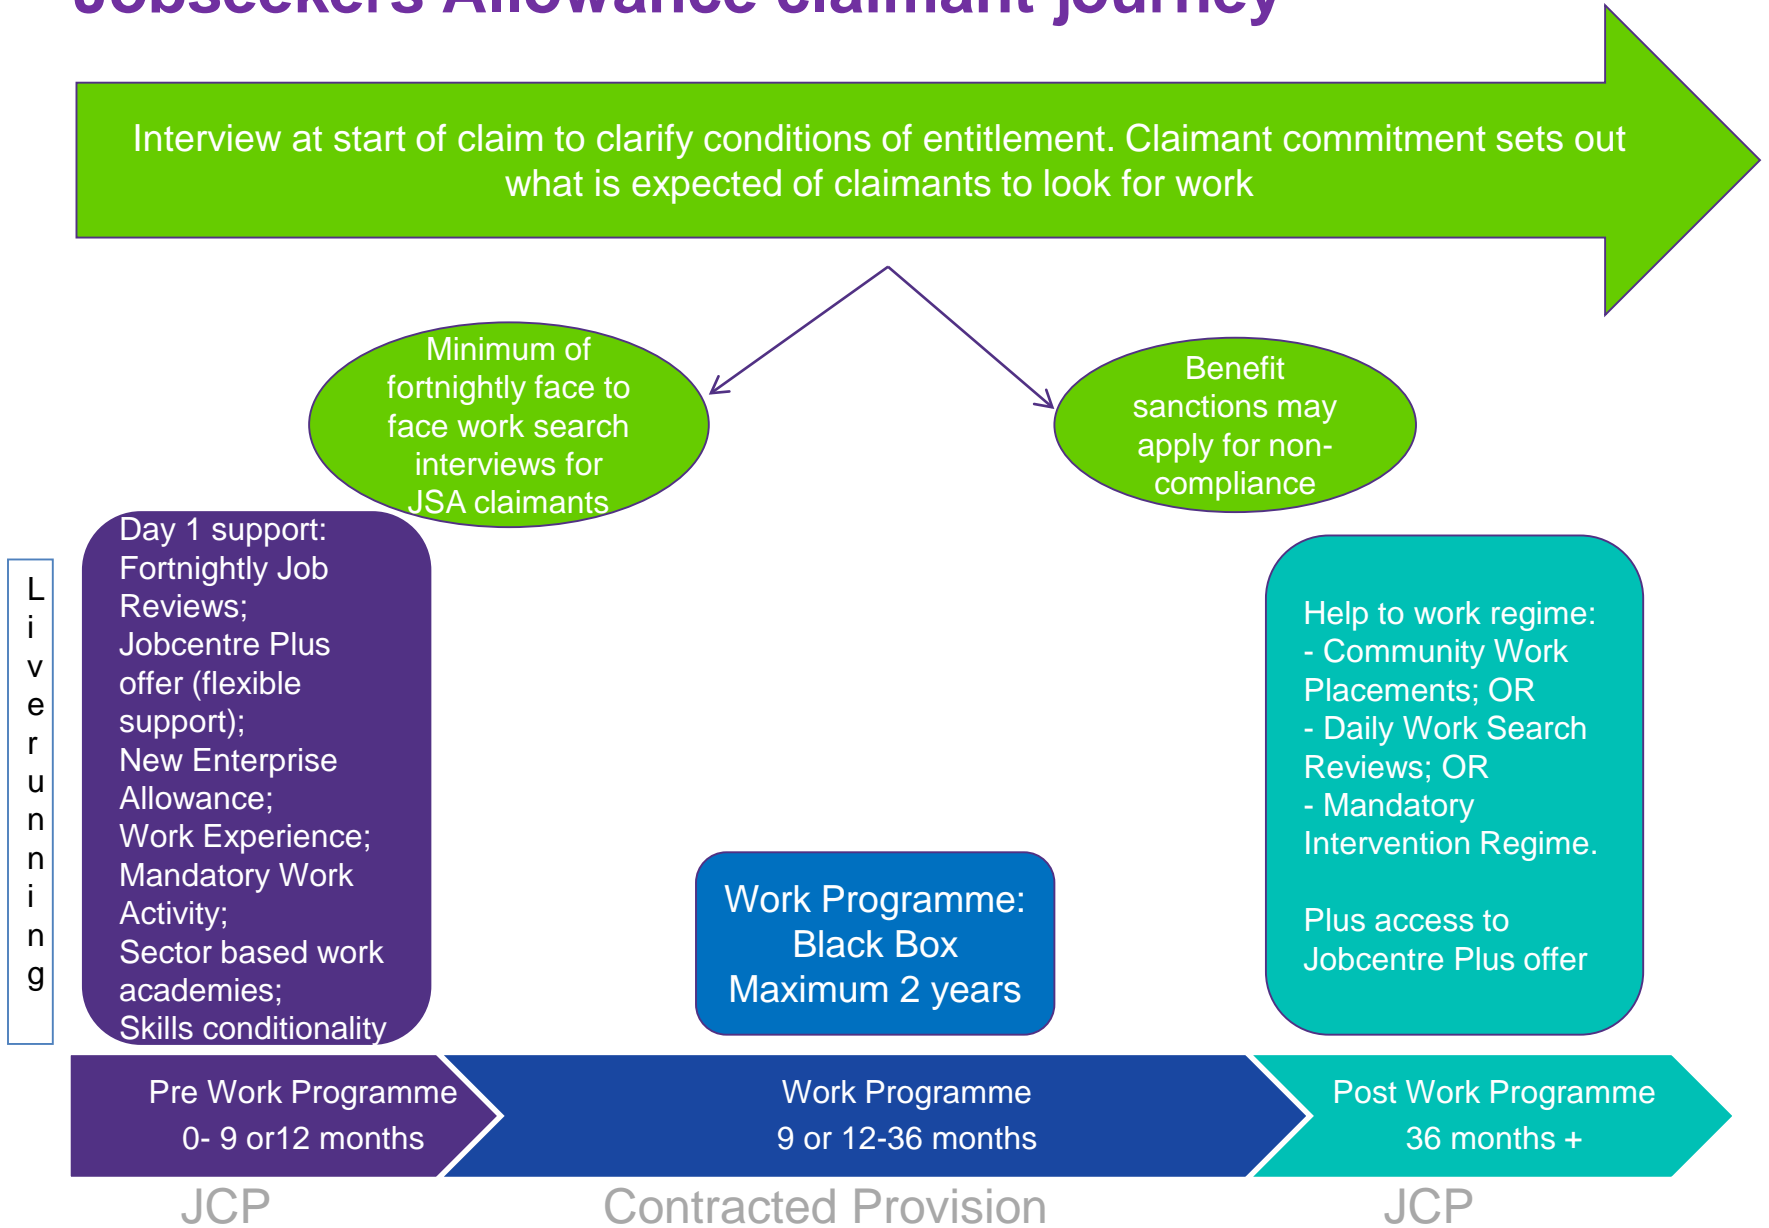 Jobseekers Allowance claimant journey
Interview at start of claim to clarify conditions of entitlement. Claimant commitment sets out
what is expected of claimants to look for work
Minimum of
fortnightly face to
face work search
interviews for
JSA claimants
Benefit
sanctions may
apply for non-
compliance
Live running
Day 1 support:
Fortnightly Job
Reviews;
Jobcentre Plus
offer (flexible
support);
New Enterprise
Allowance;
Work Experience;
Mandatory Work
Activity;
Sector based work
academies;
Skills conditionality
Work Programme:
Black Box
Maximum 2 years
Help to work regime:
- Community Work
Placements; OR
- Daily Work Search
Reviews; OR
- Mandatory
Intervention Regime.
Plus access to
Jobcentre Plus offer
Pre Work Programme
0- 9 or12 months
Work Programme
9 or 12-36 months
Post Work Programme
36 months +
JCP
Contracted Provision
JCP